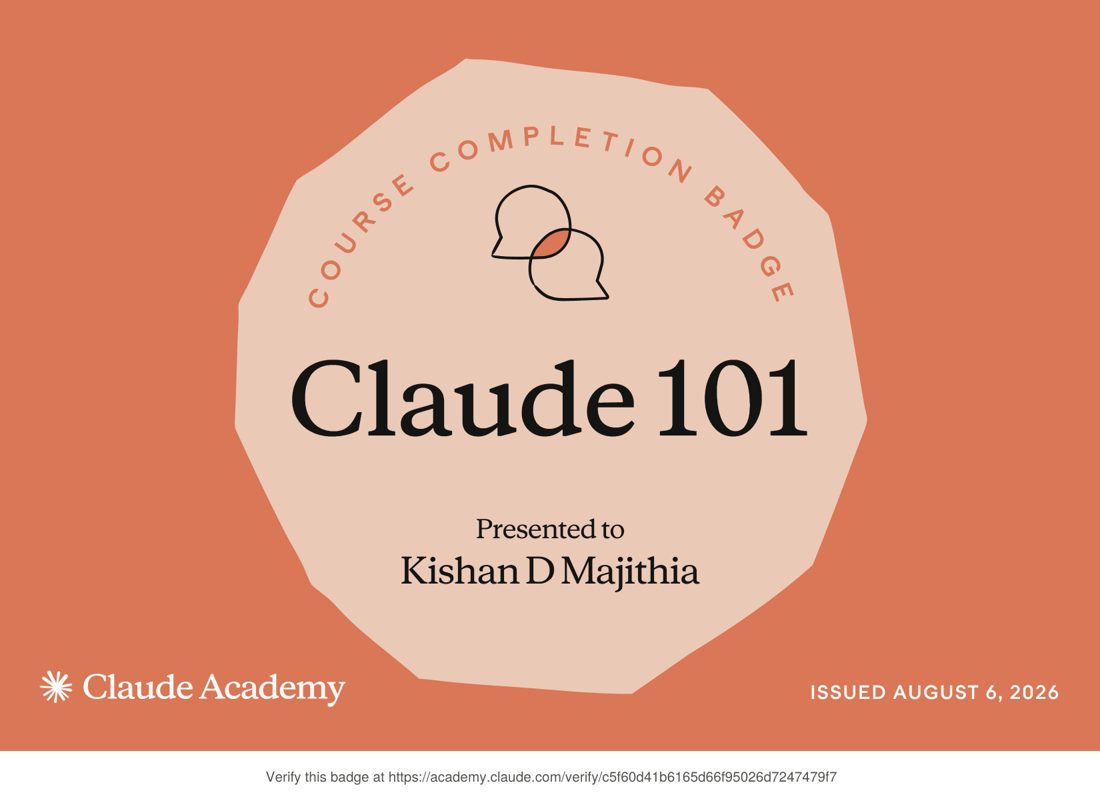 COURSE COMPLETION BADGE
Claude 101
Presented to
Kishan D Majithia
Claude Academy
ISSUED AUGUST 6, 2026
Verify this badge at https://academy.claude.com/verify/c5f60d41b6165d66f95026d7247479f7